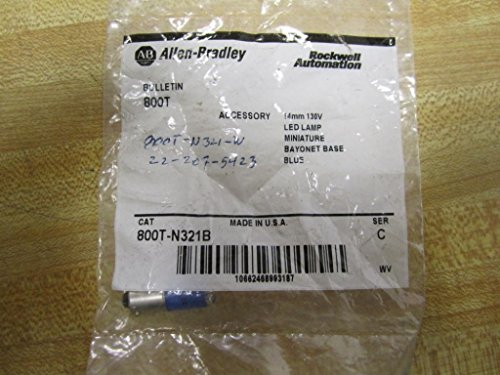 AB Allen-Bradley
Rockwell Automation
BULLETIN
800T
ACCESSORY
14mm 130V
LED LAMP
MINIATURE
BAYONET BASE
BLUE
800T-N321-W
22-207-5423
CAT
MADE IN U.S.A.
SER
800T-N321B
C
10662468993187
WV